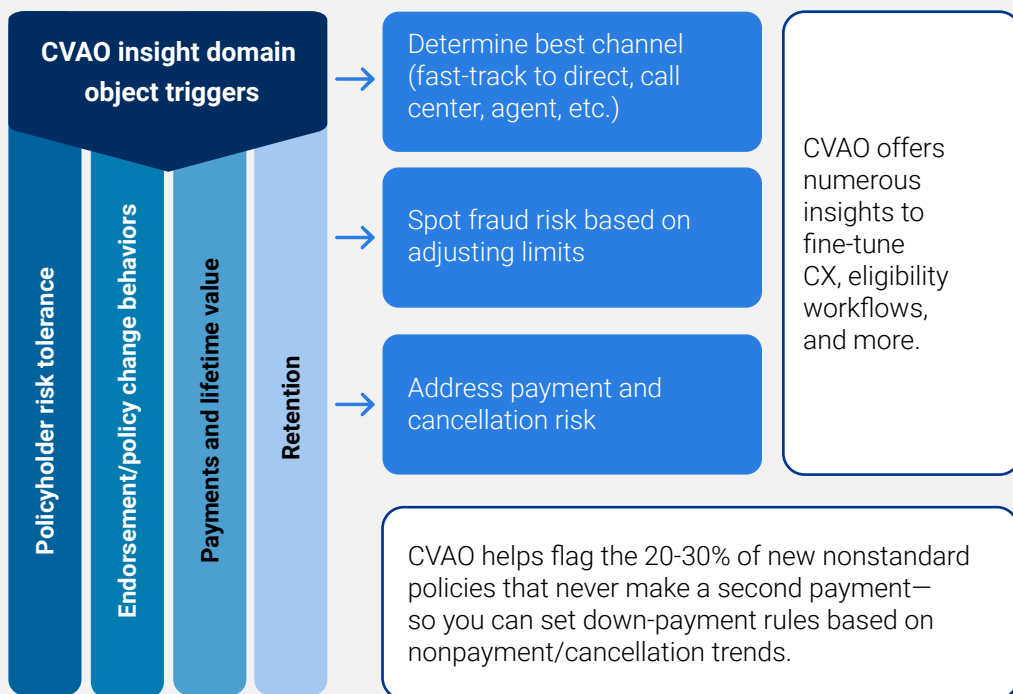 CVAO insight domain
object triggers
Policyholder risk tolerance
Endorsement/policy change behaviors
Payments and lifetime value
Retention
Determine best channel
(fast-track to direct, call
center, agent, etc.)
Spot fraud risk based on
adjusting limits
Address payment and
cancellation risk
CVAO offers
numerous
insights to
fine-tune
CX, eligibility
workflows,
and more.
CVAO helps flag the 20-30% of new nonstandard
policies that never make a second payment—
so you can set down-payment rules based on
nonpayment/cancellation trends.